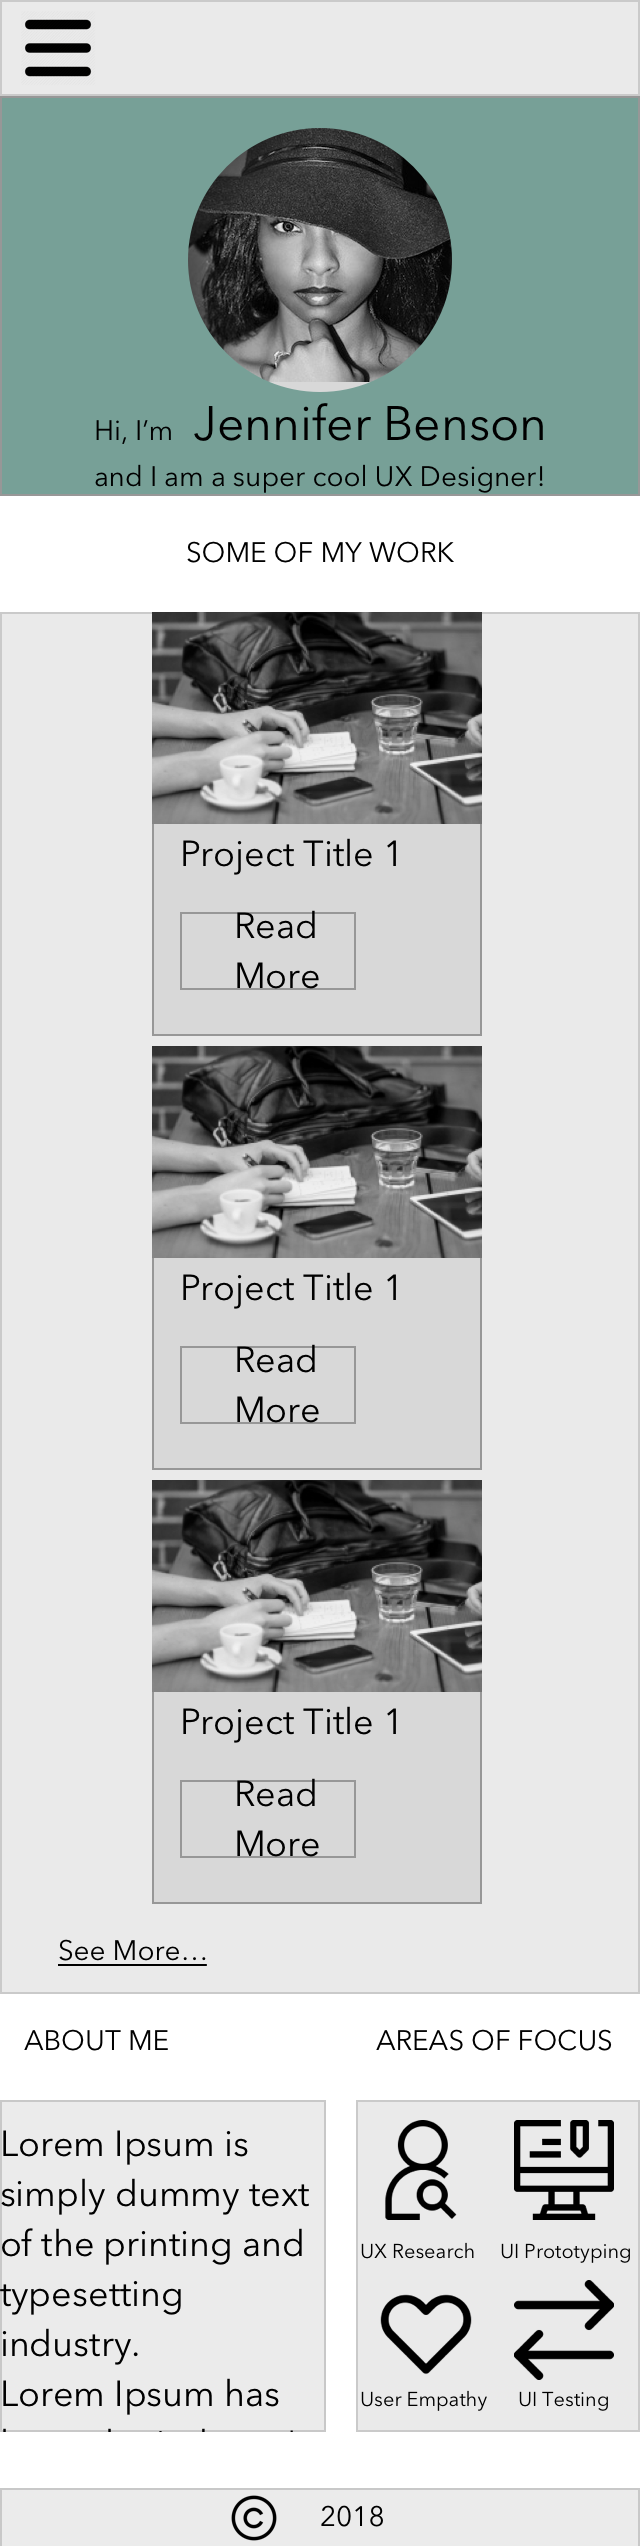 Hi, I’m Jennifer Benson
and I am a super cool UX Designer!
SOME OF MY WORK
Project Title 1
Read
More
Project Title 1
Read
More
Project Title 1
Read
More
See More...
ABOUT ME
Lorem Ipsum is
simply dummy text
of the printing and
typesetting
industry.
Lorem Ipsum has
AREAS OF FOCUS
UX Research
UI Prototyping
User Empathy
UI Testing
© 2018